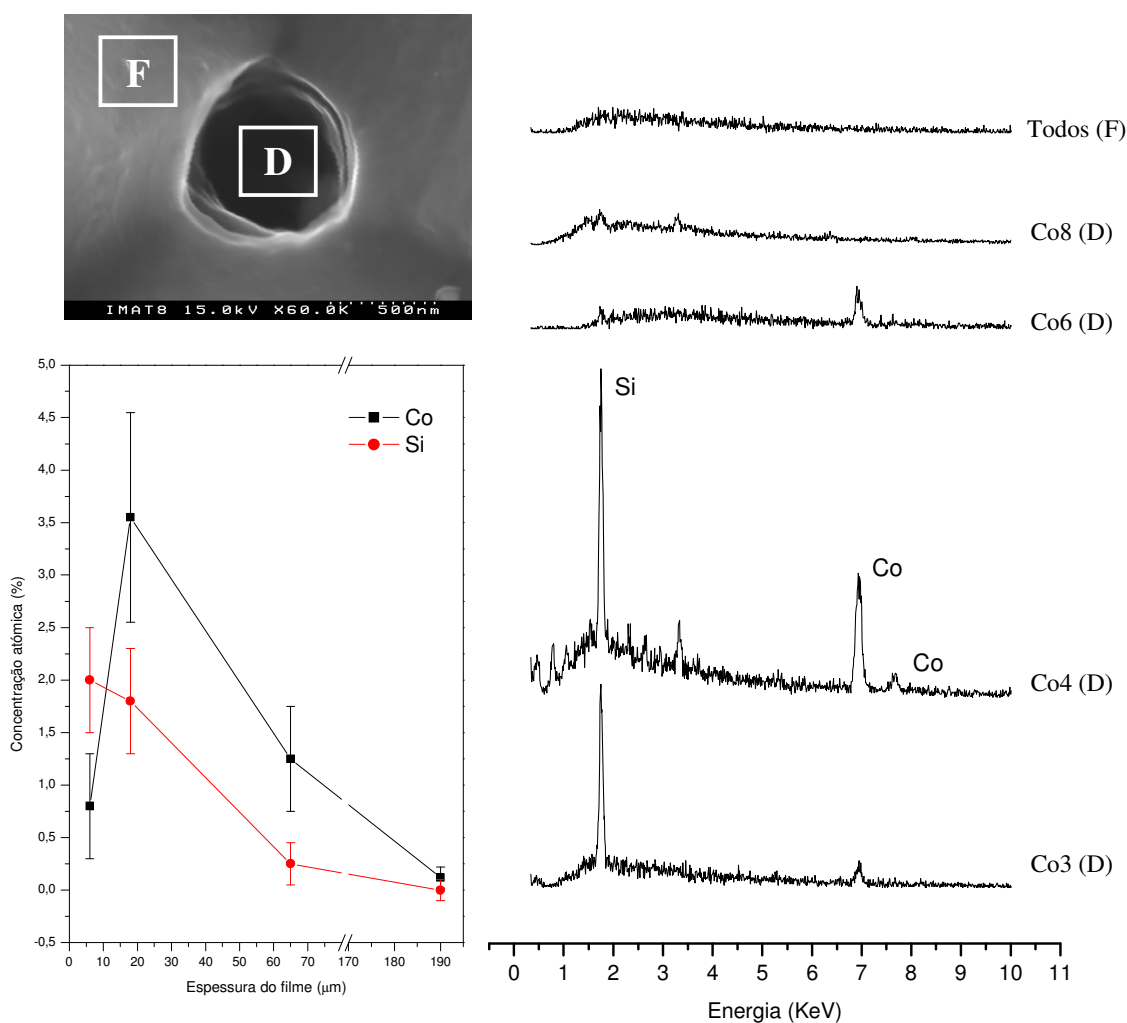 F
D
IMAT8 15.0kV X60.0K 500nm
Todos (F)
Co8 (D)
Co6 (D)
Si
Co
Co
Co4 (D)
Co3 (D)
0 1 2 3 4 5 6 7 8 9 10 11
Energia (KeV)
5,0
4,5
4,0
3,5
3,0
2,5
2,0
1,5
1,0
0,5
0,0
-0,5
Concentração atómica (%)
Co
Si
0 10 20 30 40 50 60 70 170 190
Espessura do filme (μm)